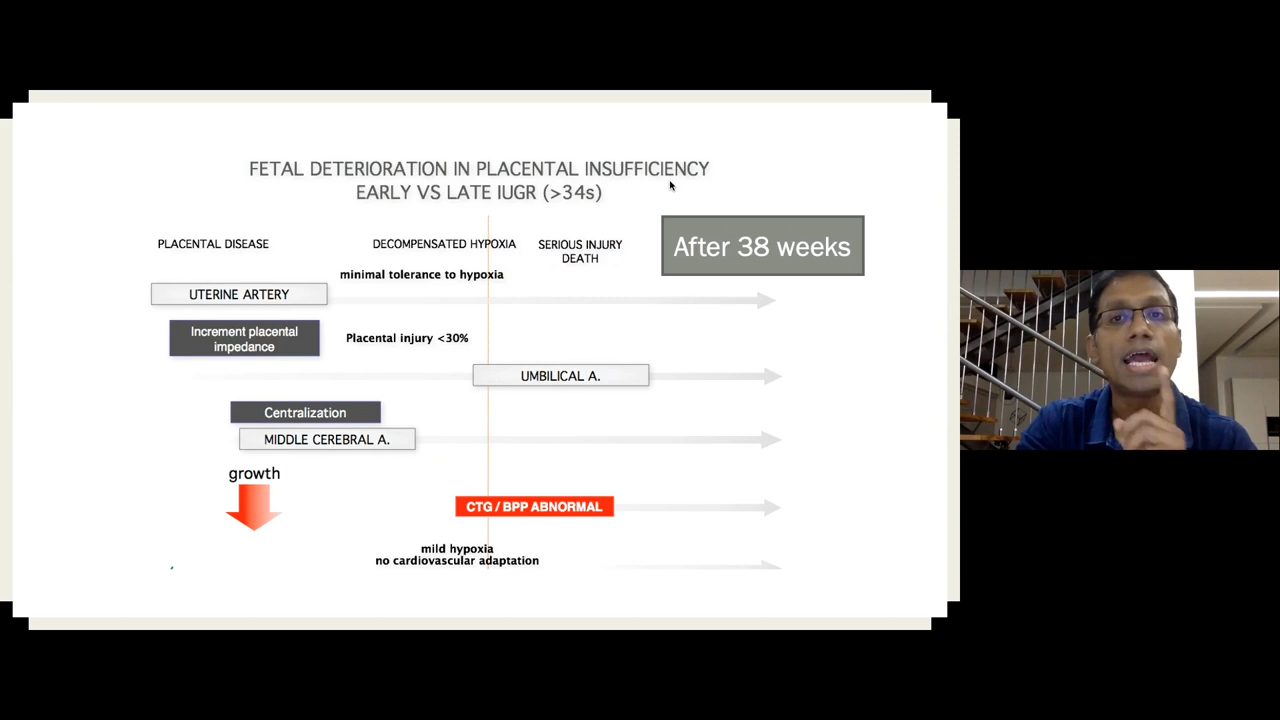 FETAL DETERIORATION IN PLACENTAL INSUFFICIENCY
EARLY VS LATE IUGR (>34s)
After 38 weeks
PLACENTAL DISEASE
DECOMPENSATED HYPOXIA
SERIOUS INJURY
DEATH
minimal tolerance to hypoxia
UTERINE ARTERY
Increment placental
impedance
Placental injury <30%
UMBILICAL A.
Centralization
MIDDLE CEREBRAL A.
growth
CTG / BPP ABNORMAL
mild hypoxia
no cardiovascular adaptation